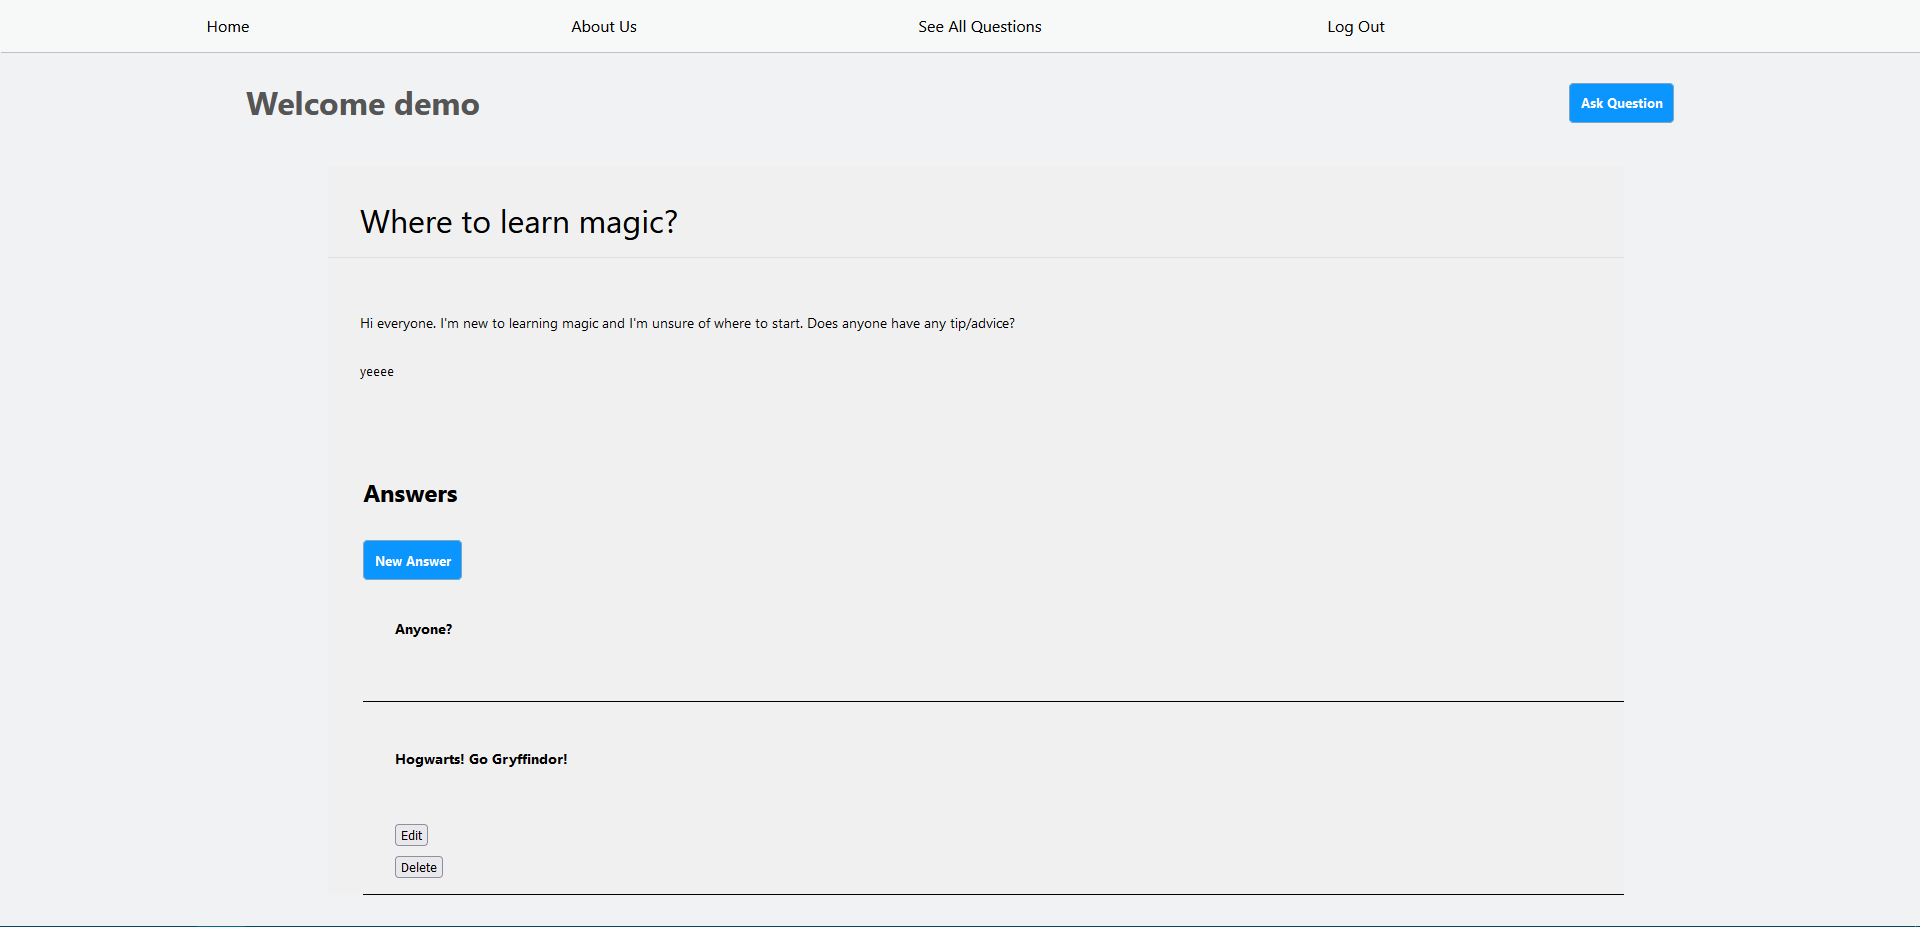 Home About Us See All Questions Log Out
Welcome demo
Ask Question
Where to learn magic?
Hi everyone. I'm new to learning magic and I'm unsure of where to start. Does anyone have any tip/advice?
yeeee
Answers
New Answer
Anyone?
Hogwarts! Go Gryffindor!
Edit
Delete